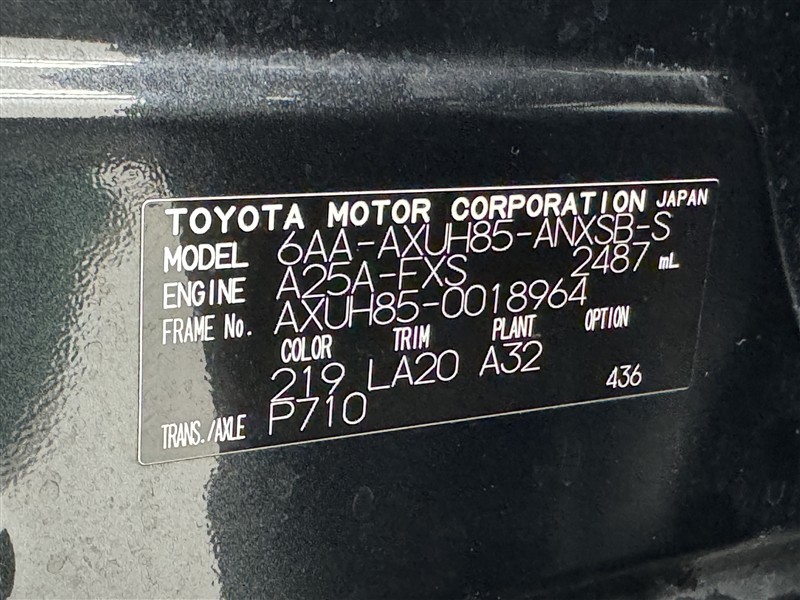 TOYOTA MOTOR CORPORATION JAPAN
MODEL 6AA-AXUH85-ANXSB-S
ENGINE A25A-FXS 2487 mL
FRAME No. AXUH85-0018964
COLOR TRIM PLANT OPTION
219 LA20 A32
TRANS./AXLE P710 436